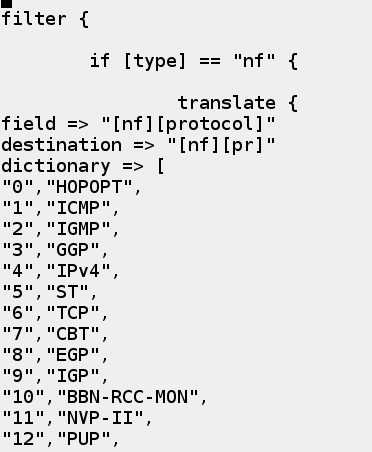 filter {
if [type] == "nf" {
translate {
field => "[nf][protocol]"
destination => "[nf][pr]"
dictionary => [
"0","HOPOPT",
"1","ICMP",
"2","IGMP",
"3","GGP",
"4","IPv4",
"5","ST",
"6","TCP",
"7","CBT",
"8","EGP",
"9","IGP",
"10","BBN-RCC-MON",
"11","NVP-II",
"12","PUP",